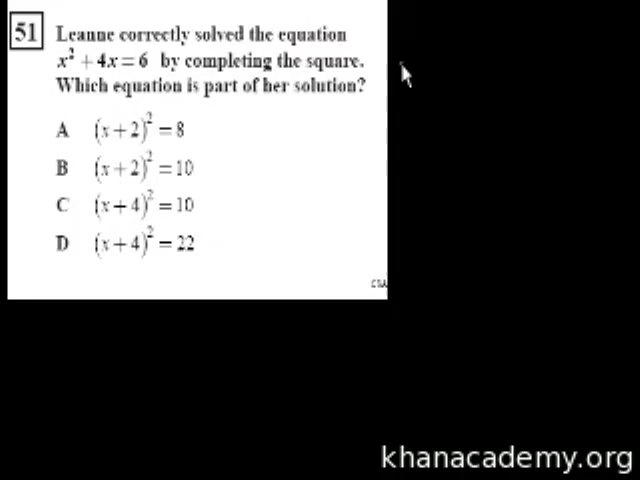 51 Leanne correctly solved the equation
x² + 4x = 6 by completing the square.
Which equation is part of her solution?
A (x+2)² = 8
B (x+2)² = 10
C (x+4)² = 10
D (x+4)² = 22
khanacademy.org